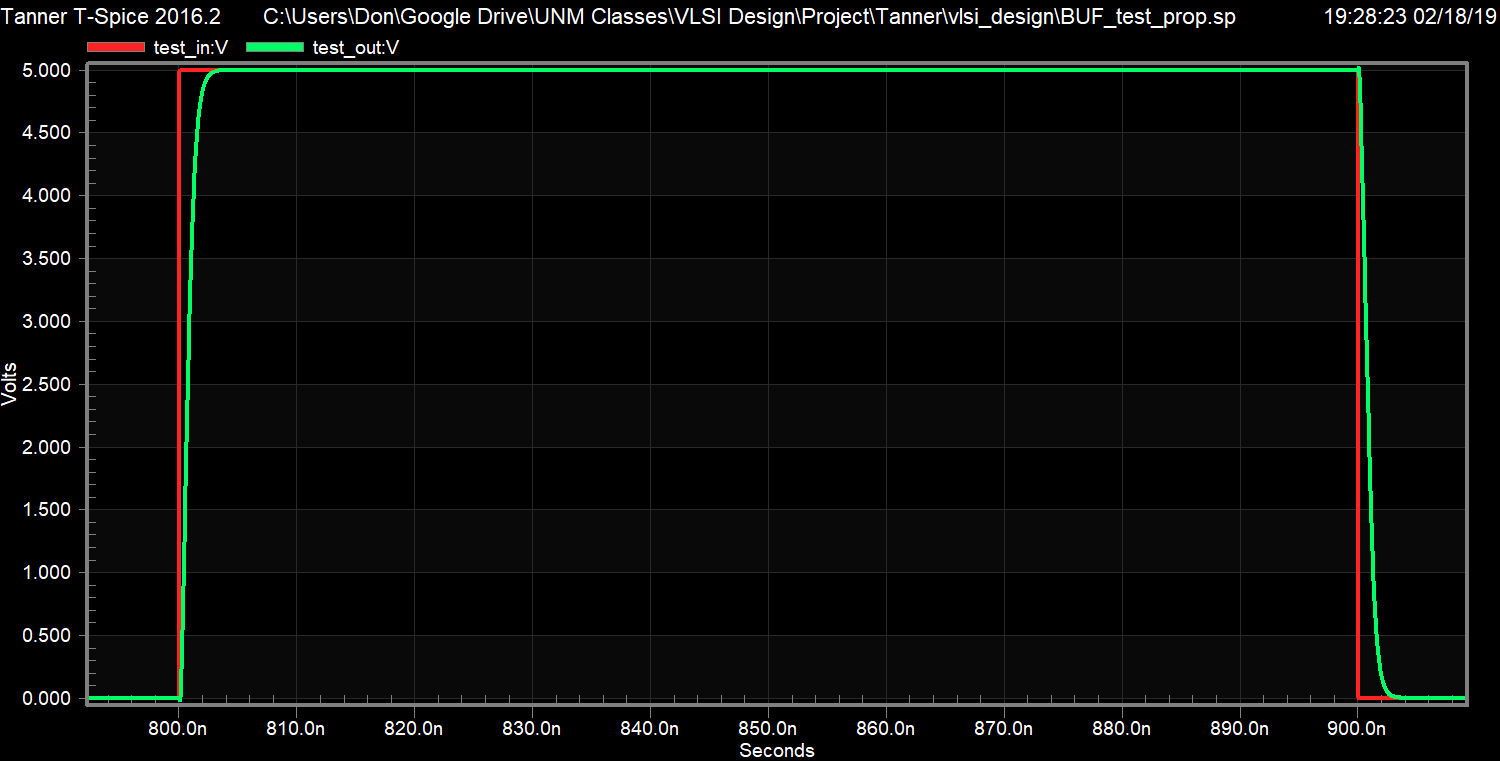 Tanner T-Spice 2016.2 C:\Users\Don\Google Drive\UNM Classes\VLSI Design\Project\Tanner\vlsi_design\BUF_test_prop.sp 19:28:23 02/18/19
test_in:V test_out:V
5.000
4.500
4.000
3.500
3.000
2.500
2.000
1.500
1.000
0.500
0.000
Volts
800.0n 810.0n 820.0n 830.0n 840.0n 850.0n 860.0n 870.0n 880.0n 890.0n 900.0n
Seconds